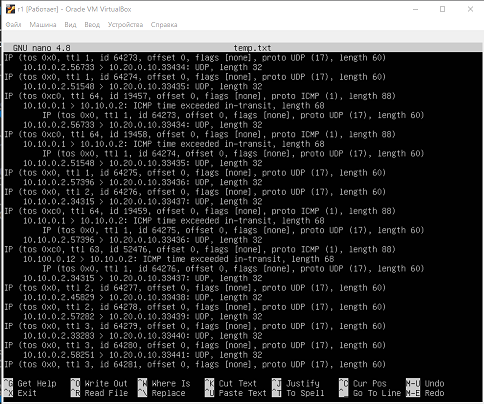 r1 [Работает] - Oracle VM VirtualBox
Файл Машина Вид Ввод Устройства Справка
GNU nano 4.8 temp.txt
IP (tos 0x0, ttl 1, id 64273, offset 0, flags [none], proto UDP (17), length 60)
10.10.0.2.56733 > 10.20.0.10.33434: UDP, length 32
IP (tos 0x0, ttl 1, id 64274, offset 0, flags [none], proto UDP (17), length 60)
10.10.0.2.51548 > 10.20.0.10.33435: UDP, length 32
IP (tos 0xc0, ttl 64, id 19457, offset 0, flags [none], proto ICMP (1), length 88)
10.10.0.1 > 10.10.0.2: ICMP time exceeded in-transit, length 68
IP (tos 0x0, ttl 1, id 64273, offset 0, flags [none], proto UDP (17), length 60)
10.10.0.2.56733 > 10.20.0.10.33434: UDP, length 32
IP (tos 0xc0, ttl 64, id 19458, offset 0, flags [none], proto ICMP (1), length 88)
10.10.0.1 > 10.10.0.2: ICMP time exceeded in-transit, length 68
IP (tos 0x0, ttl 1, id 64274, offset 0, flags [none], proto UDP (17), length 60)
10.10.0.2.51548 > 10.20.0.10.33435: UDP, length 32
IP (tos 0x0, ttl 1, id 64275, offset 0, flags [none], proto UDP (17), length 60)
10.10.0.2.57396 > 10.20.0.10.33436: UDP, length 32
IP (tos 0x0, ttl 2, id 64276, offset 0, flags [none], proto UDP (17), length 60)
10.10.0.2.34315 > 10.20.0.10.33437: UDP, length 32
IP (tos 0xc0, ttl 64, id 19459, offset 0, flags [none], proto ICMP (1), length 88)
10.10.0.1 > 10.10.0.2: ICMP time exceeded in-transit, length 68
IP (tos 0x0, ttl 1, id 64275, offset 0, flags [none], proto UDP (17), length 60)
10.10.0.2.57396 > 10.20.0.10.33436: UDP, length 32
IP (tos 0xc0, ttl 63, id 52476, offset 0, flags [none], proto ICMP (1), length 88)
10.100.0.12 > 10.10.0.2: ICMP time exceeded in-transit, length 68
IP (tos 0x0, ttl 1, id 64276, offset 0, flags [none], proto UDP (17), length 60)
10.10.0.2.34315 > 10.20.0.10.33437: UDP, length 32
IP (tos 0x0, ttl 2, id 64277, offset 0, flags [none], proto UDP (17), length 60)
10.10.0.2.45829 > 10.20.0.10.33438: UDP, length 32
IP (tos 0x0, ttl 2, id 64278, offset 0, flags [none], proto UDP (17), length 60)
10.10.0.2.57282 > 10.20.0.10.33439: UDP, length 32
IP (tos 0x0, ttl 3, id 64279, offset 0, flags [none], proto UDP (17), length 60)
10.10.0.2.33283 > 10.20.0.10.33440: UDP, length 32
IP (tos 0x0, ttl 3, id 64280, offset 0, flags [none], proto UDP (17), length 60)
10.10.0.2.58251 > 10.20.0.10.33441: UDP, length 32
IP (tos 0x0, ttl 3, id 64281, offset 0, flags [none], proto UDP (17), length 60)
^G Get Help ^O Write Out ^W Where Is ^K Cut Text ^J Justify ^C Cur Pos M-U Undo
^X Exit ^R Read File ^\ Replace ^U Paste Text ^T To Spell ^_ Go To Line M-E Redo